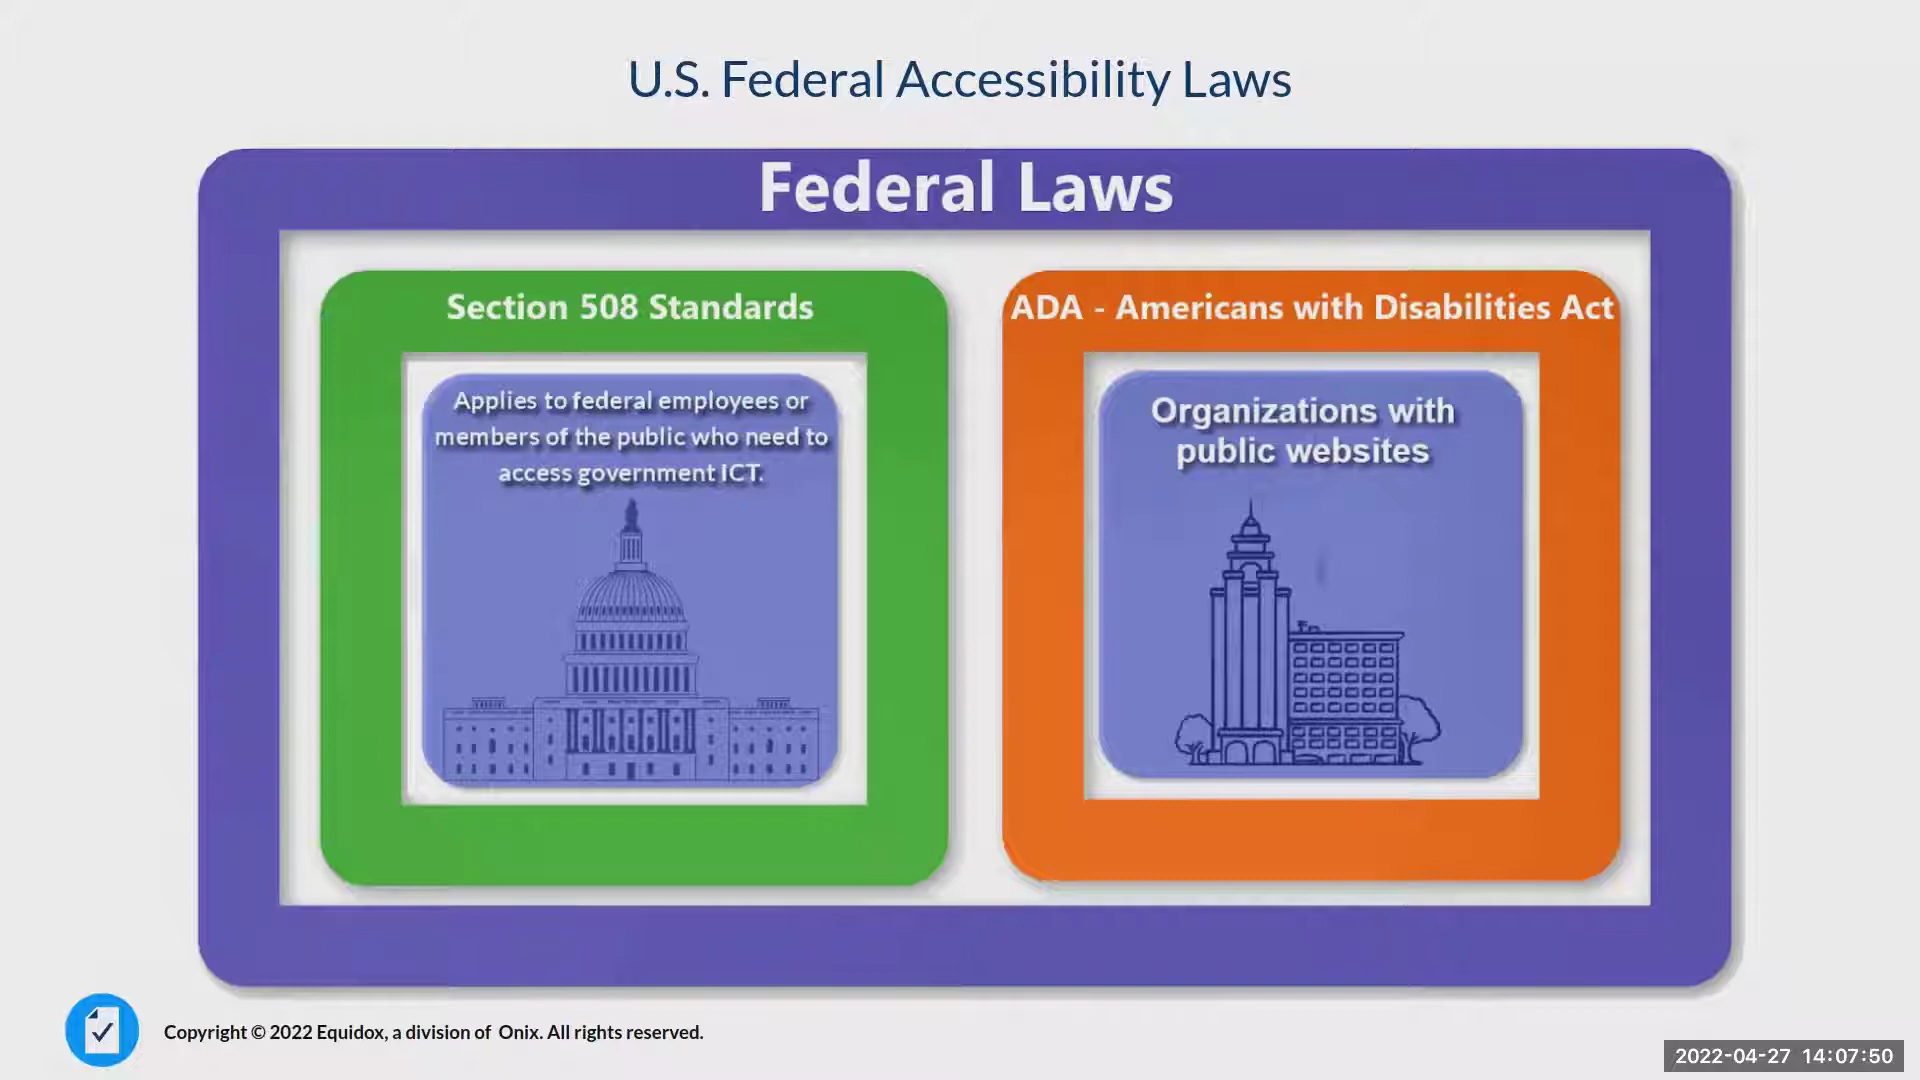 U.S. Federal Accessibility Laws
Federal Laws
Section 508 Standards
Applies to federal employees or
members of the public who need to
access government ICT.
ADA - Americans with Disabilities Act
Organizations with
public websites
Copyright © 2022 Equidox, a division of Onix. All rights reserved.
2022-04-27 14:07:50